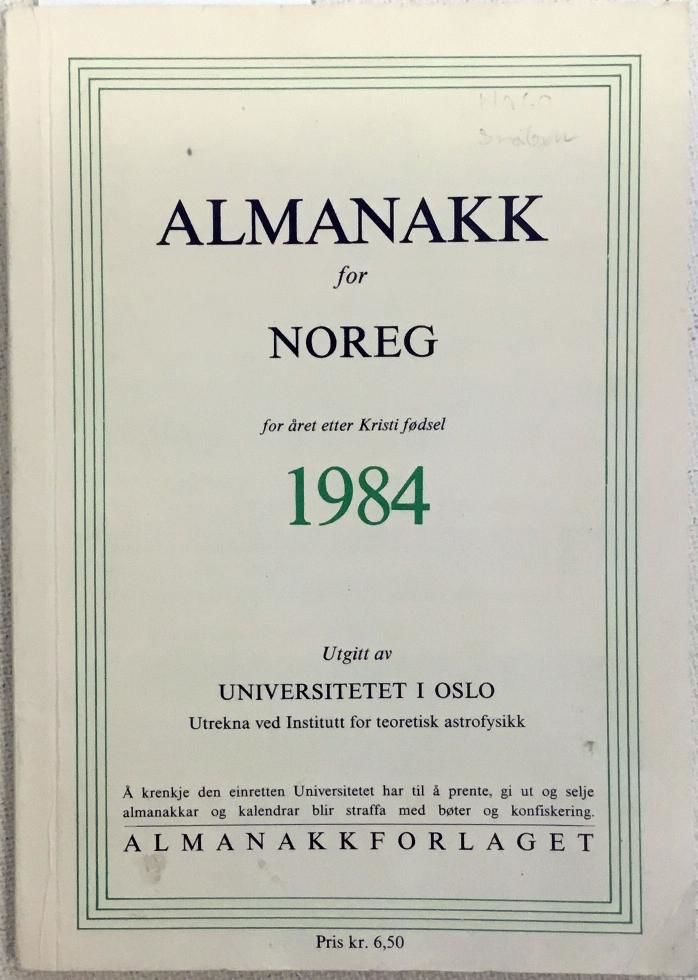 ALMANAKK
for
NOREG
for året etter Kristi fødsel
1984
Utgitt av
UNIVERSITETET I OSLO
Utrekna ved Institutt for teoretisk astrofysikk
Å krenkje den einretten Universitetet har til å prente, gi ut og selje
almanakkar og kalendrar blir straffa med bøter og konfiskering.
ALMANAKKFORLAGET
Pris kr. 6,50